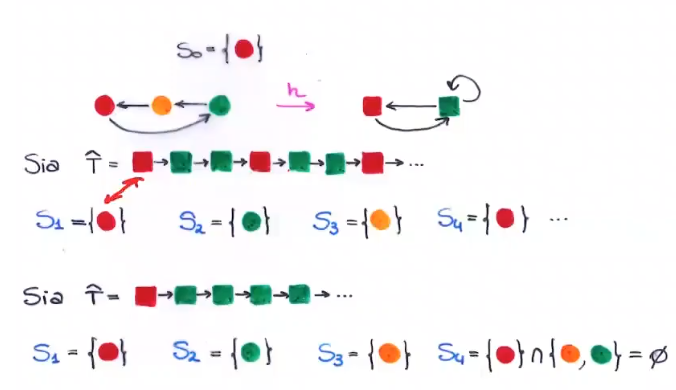 S₀ = { }
h
Sia T̂ = → → → → → → → ...
S₁ = { } S₂ = { } S₃ = { } S₄ = { } ...
Sia T̂ = → → → → → ...
S₁ = { } S₂ = { } S₃ = { } S₄ = { } ∩ { , } = ∅